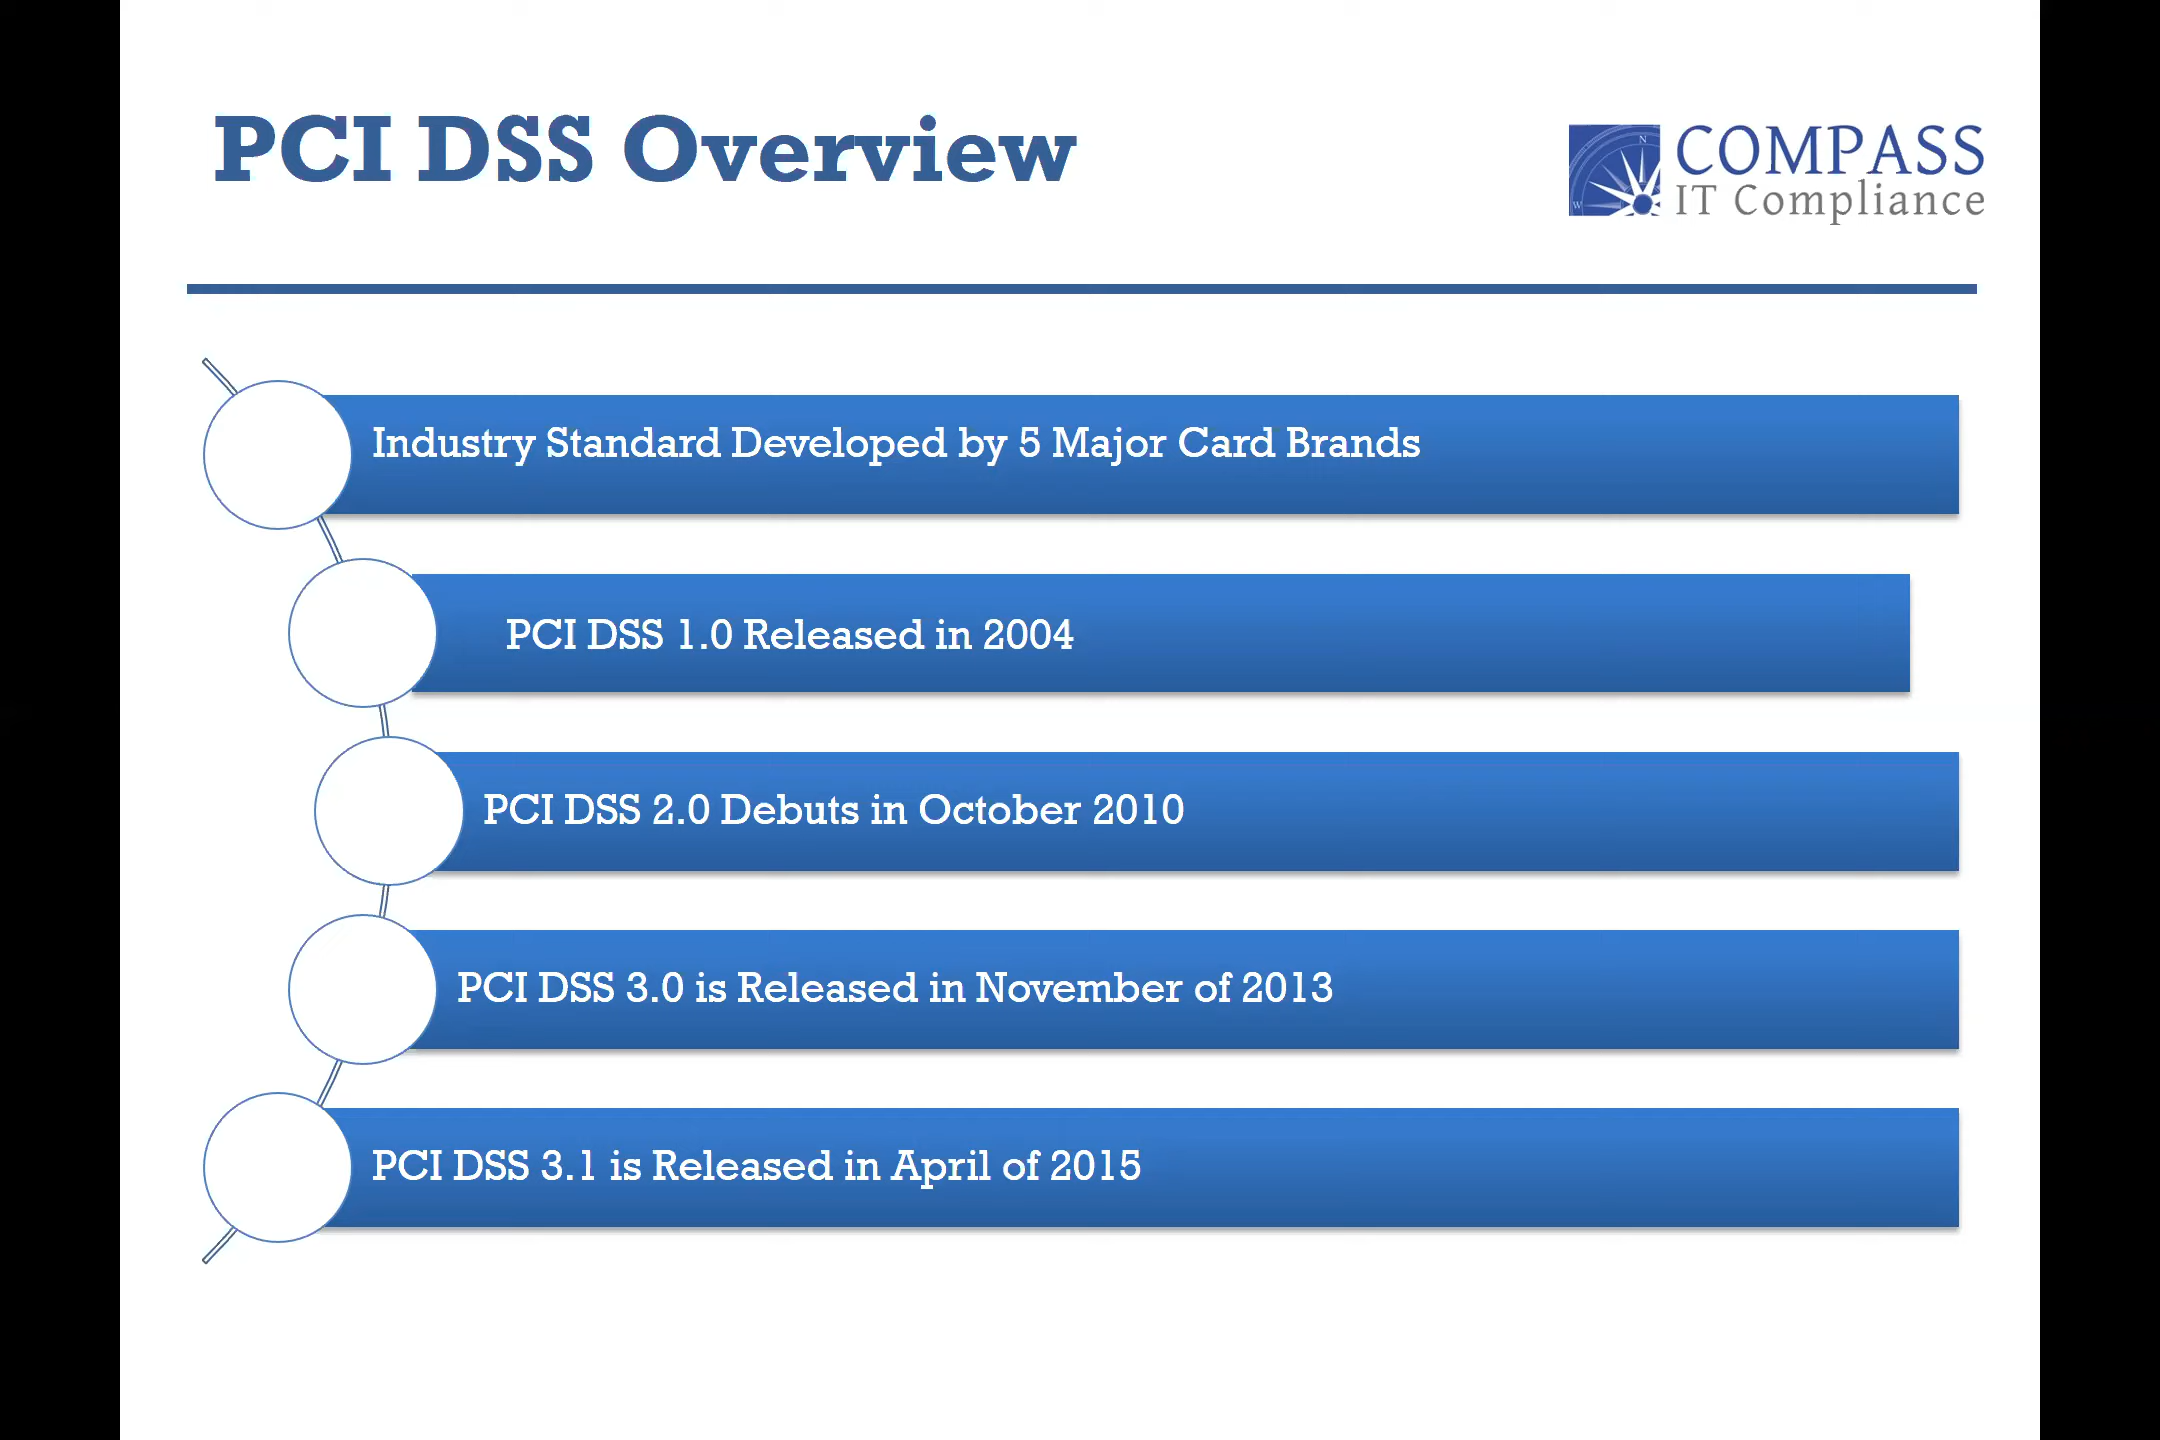 PCI DSS Overview
COMPASS
IT Compliance
N
W
Industry Standard Developed by 5 Major Card Brands
PCI DSS 1.0 Released in 2004
PCI DSS 2.0 Debuts in October 2010
PCI DSS 3.0 is Released in November of 2013
PCI DSS 3.1 is Released in April of 2015